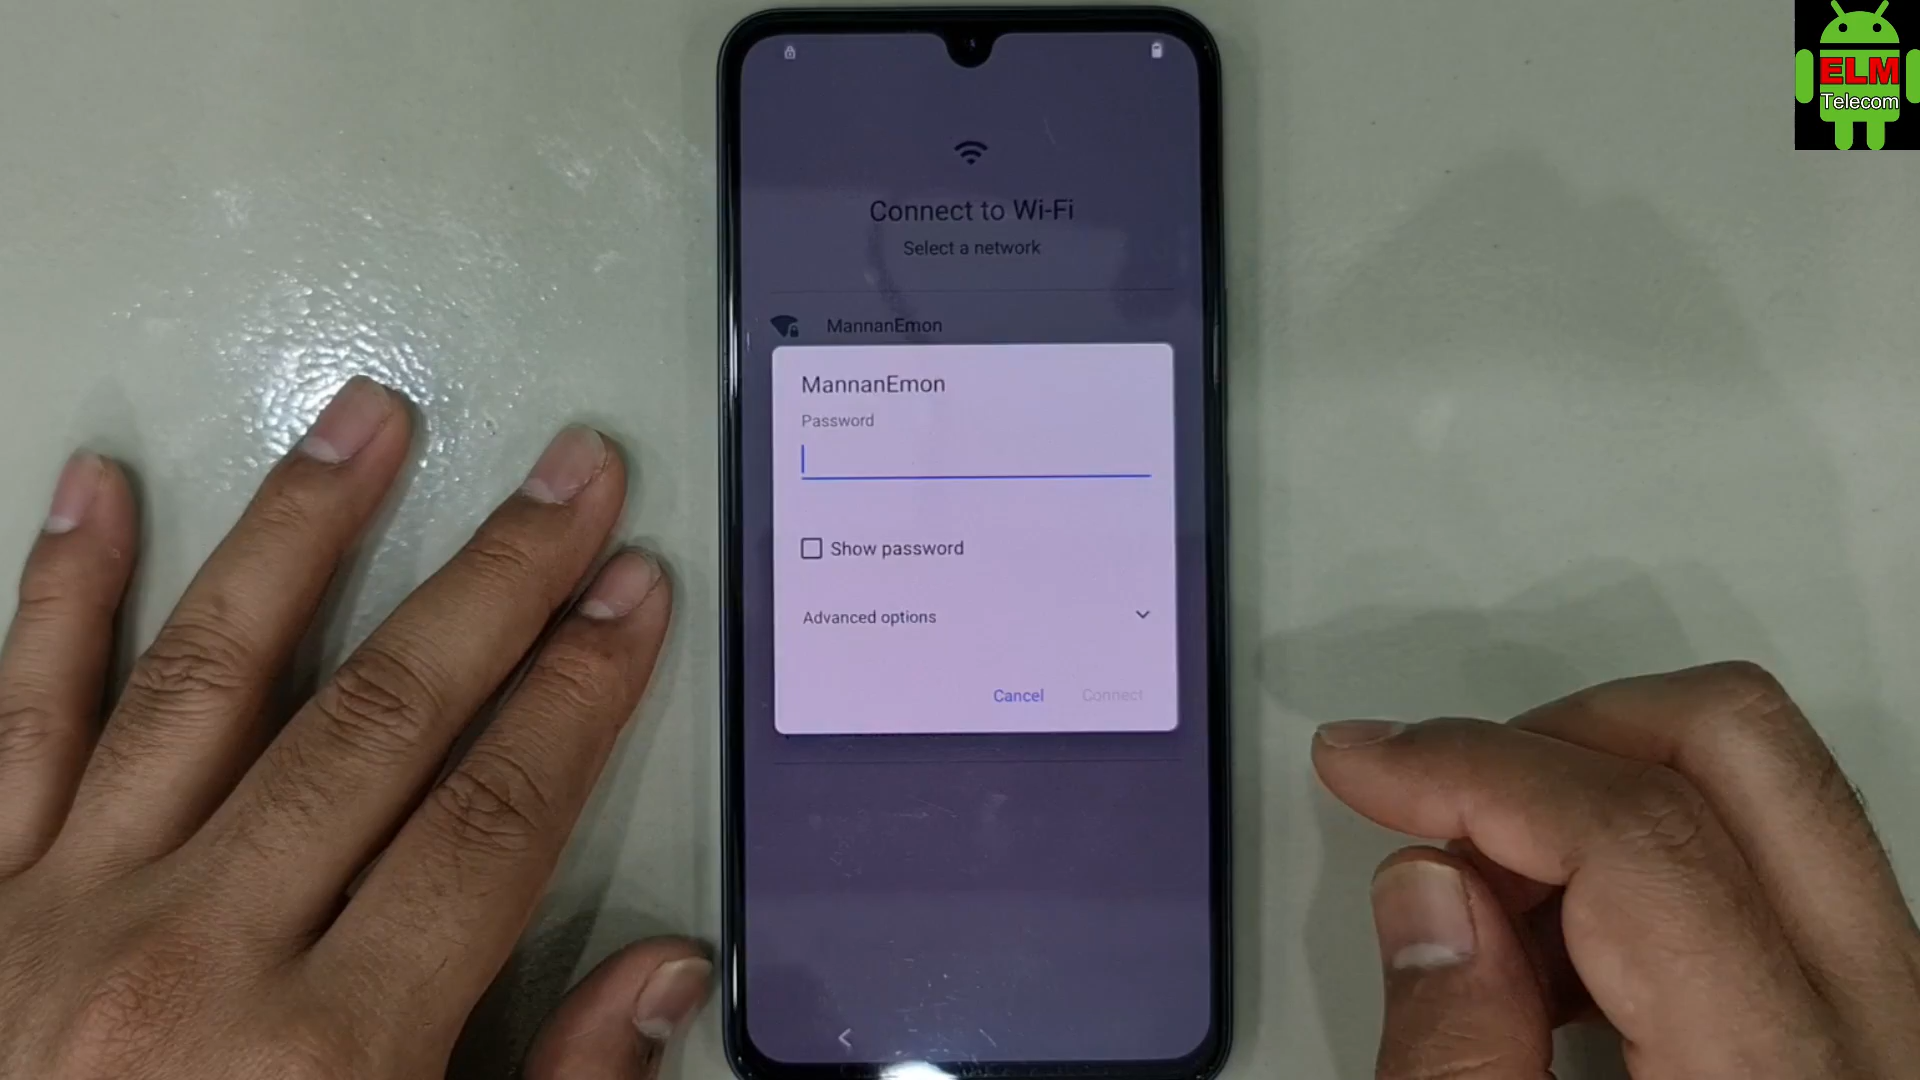 ELM
Telecom
Connect to Wi-Fi
Select a network
MannanEmon
MannanEmon
Password
Show password
Advanced options
Cancel
Connect